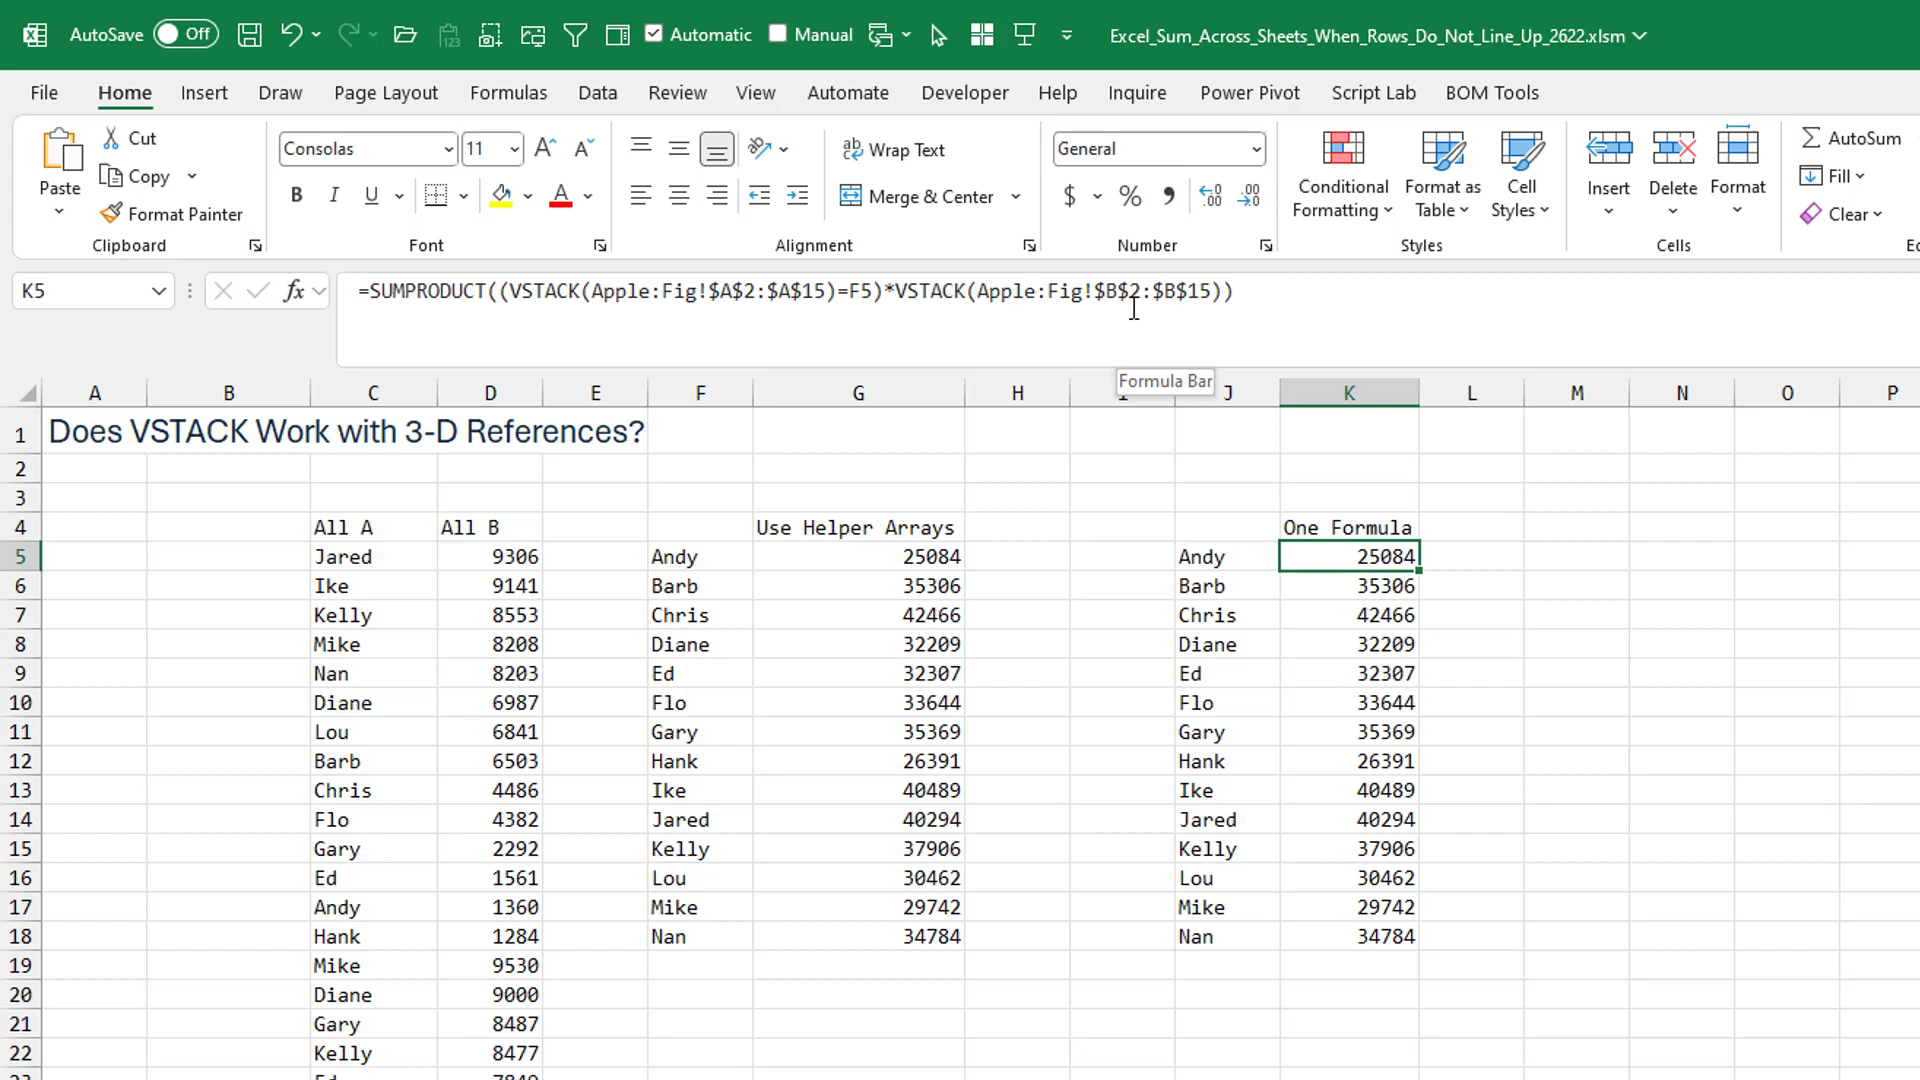 AutoSave Off Automatic Manual Excel_Sum_Across_Sheets_When_Rows_Do_Not_Line_Up_2622.xlsm
File Home Insert Draw Page Layout Formulas Data Review View Automate Developer Help Inquire Power Pivot Script Lab BOM Tools
Paste
Cut
Copy
Format Painter
Clipboard
Consolas 11
B I U
Font
Wrap Text
Merge & Center
Alignment
General
$ %
Number
Conditional Formatting
Format as Table
Cell Styles
Styles
Insert Delete Format
Cells
AutoSum
Fill
Clear
K5 fx =SUMPRODUCT((VSTACK(Apple:Fig!$A$2:$A$15)=F5)*VSTACK(Apple:Fig!$B$2:$B$15))
Formula Bar
A B C D E F G H J K L M N O P
1 Does VSTACK Work with 3-D References?
2
3
4 All A All B Use Helper Arrays One Formula
5 Jared 9306 Andy 25084 Andy 25084
6 Ike 9141 Barb 35306 Barb 35306
7 Kelly 8553 Chris 42466 Chris 42466
8 Mike 8208 Diane 32209 Diane 32209
9 Nan 8203 Ed 32307 Ed 32307
10 Diane 6987 Flo 33644 Flo 33644
11 Lou 6841 Gary 35369 Gary 35369
12 Barb 6503 Hank 26391 Hank 26391
13 Chris 4486 Ike 40489 Ike 40489
14 Flo 4382 Jared 40294 Jared 40294
15 Gary 2292 Kelly 37906 Kelly 37906
16 Ed 1561 Lou 30462 Lou 30462
17 Andy 1360 Mike 29742 Mike 29742
18 Hank 1284 Nan 34784 Nan 34784
19 Mike 9530
20 Diane 9000
21 Gary 8487
22 Kelly 8477